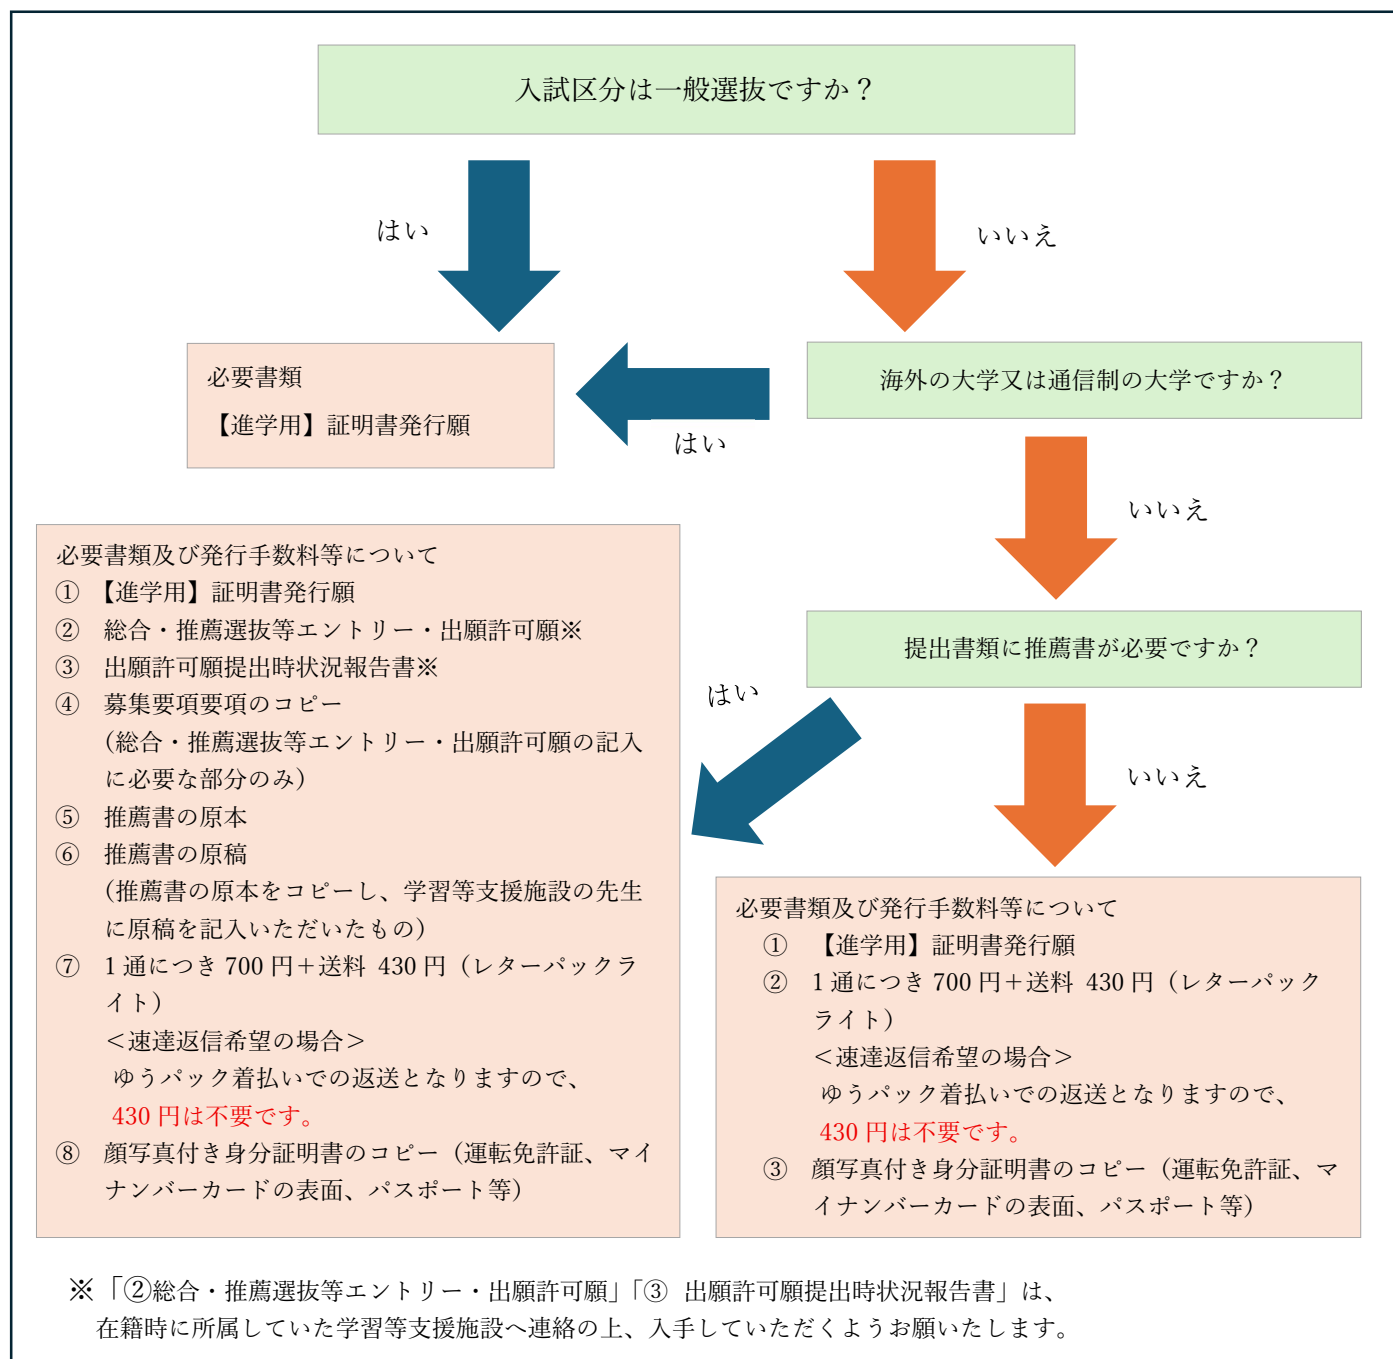 入試区分は一般選抜ですか？
はい
いいえ
必要書類
【進学用】証明書発行願
海外の大学又は通信制の大学ですか？
はい
いいえ
提出書類に推薦書が必要ですか？
はい
いいえ
必要書類及び発行手数料等について
① 【進学用】証明書発行願
② 総合・推薦選抜等エントリー・出願許可願※
③ 出願許可願提出時状況報告書※
④ 募集要項要項のコピー
（総合・推薦選抜等エントリー・出願許可願の記入
に必要な部分のみ）
⑤ 推薦書の原本
⑥ 推薦書の原稿
（推薦書の原本をコピーし、学習等支援施設の先生
に原稿を記入いただいたもの）
⑦ 1 通につき 700 円＋送料 430 円（レターパックラ
イト）
＜速達返信希望の場合＞
ゆうパック着払いでの返送となりますので、
430 円は不要です。
⑧ 顔写真付き身分証明書のコピー（運転免許証、マイ
ナンバーカードの表面、パスポート等）
必要書類及び発行手数料等について
① 【進学用】証明書発行願
② 1 通につき 700 円＋送料 430 円（レターパック
ライト）
＜速達返信希望の場合＞
ゆうパック着払いでの返送となりますので、
430 円は不要です。
③ 顔写真付き身分証明書のコピー（運転免許証、マ
イナンバーカードの表面、パスポート等）
※「②総合・推薦選抜等エントリー・出願許可願」「③ 出願許可願提出時状況報告書」は、
在籍時に所属していた学習等支援施設へ連絡の上、入手していただくようお願いたします。